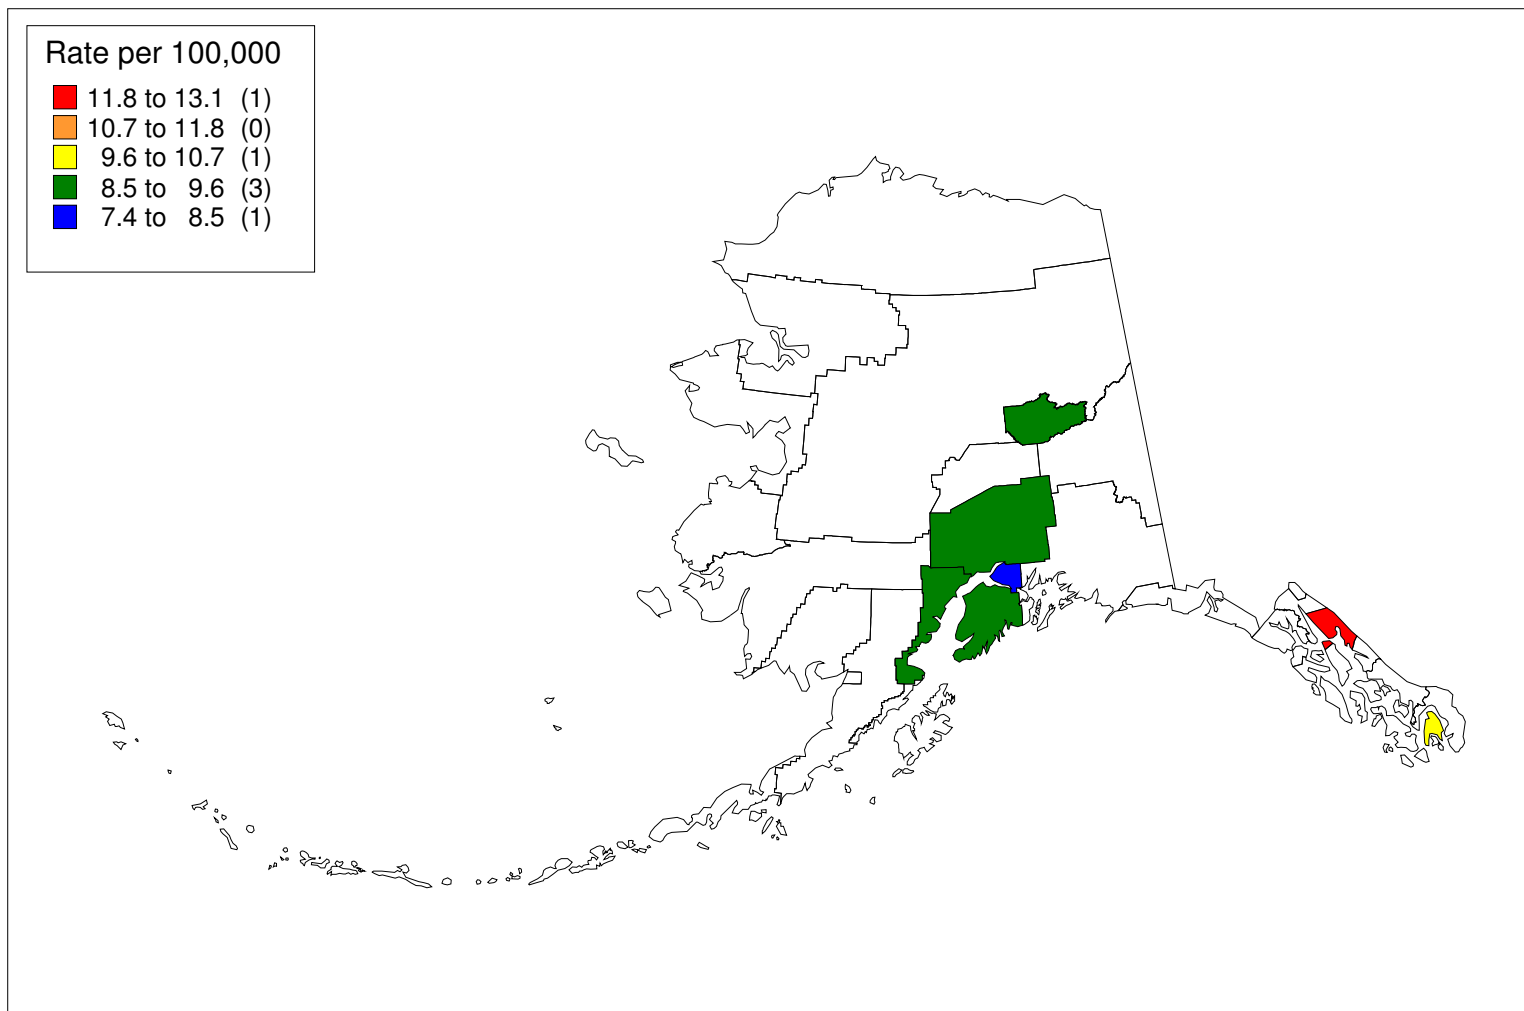 Rate per 100,000
11.8 to 13.1 (1)
10.7 to 11.8 (0)
9.6 to 10.7 (1)
8.5 to 9.6 (3)
7.4 to 8.5 (1)